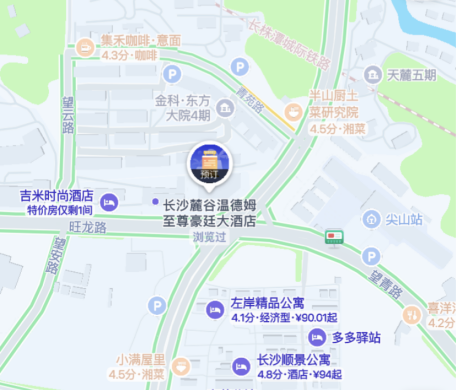 集禾咖啡·意面
4.3分·咖啡
P
长株潭城际铁路
P
天麓五期
望云路
青苑路
金科·东方
大院4期
半山厨土
菜研究院
4.5分·湘菜
预订
吉米时尚酒店
特价房仅剩1间
长沙麓谷温德姆
至尊豪廷大酒店
浏览过
尖山站
旺龙路
望安路
P
望青路
P
左岸精品公寓
4.1分·经济型·¥90.01起
喜洋洋
4.2
多多驿站
小满屋里
4.5分·湘菜
长沙顺景公寓
4.8分·酒店·¥94起